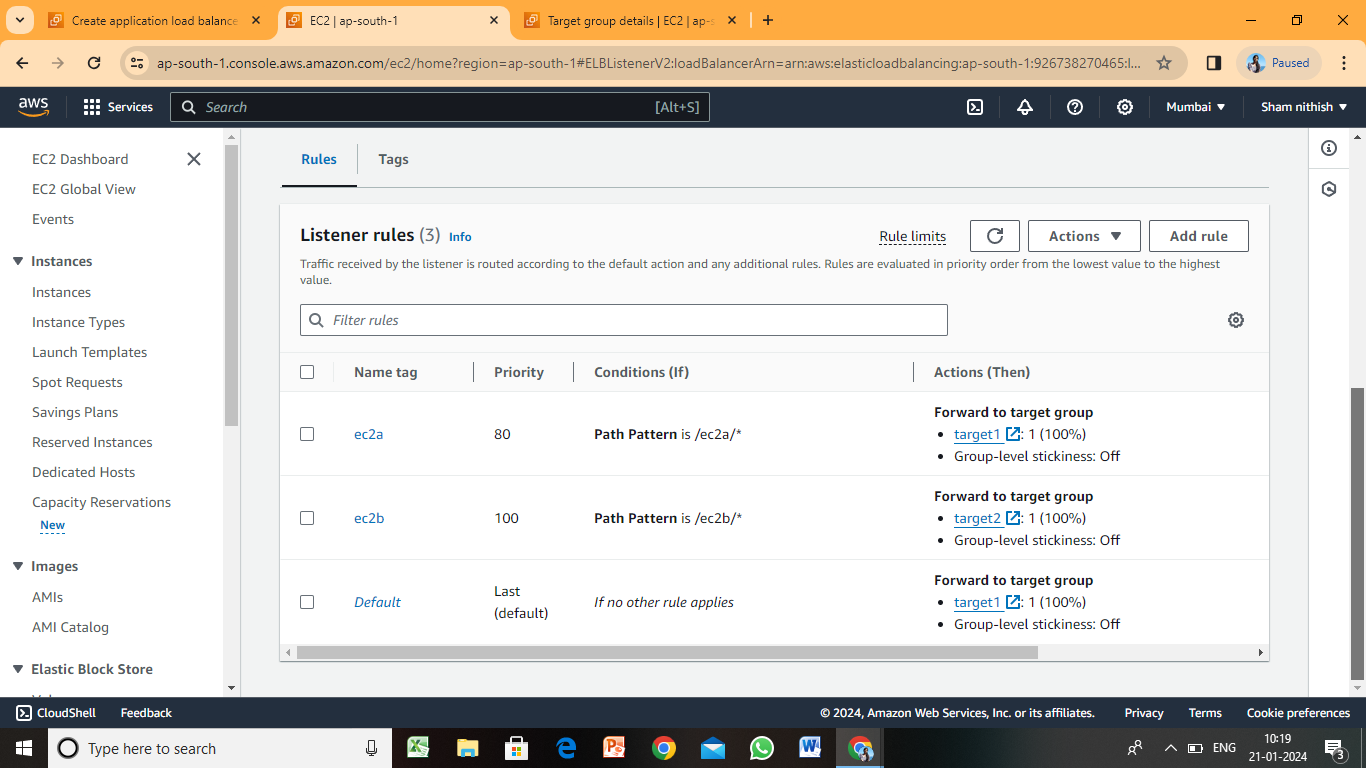 Create application load balance
EC2 | ap-south-1
Target group details | EC2 | ap-s
ap-south-1.console.aws.amazon.com/ec2/home?region=ap-south-1#ELBListenerV2:loadBalancerArn=arn:aws:elasticloadbalancing:ap-south-1:926738270465:l...
Paused
aws
Services
Search
[Alt+S]
Mumbai
Sham nithish
EC2 Dashboard
EC2 Global View
Events
Instances
Instances
Instance Types
Launch Templates
Spot Requests
Savings Plans
Reserved Instances
Dedicated Hosts
Capacity Reservations
New
Images
AMIs
AMI Catalog
Elastic Block Store
Rules
Tags
Listener rules (3) Info
Rule limits
Actions
Add rule
Traffic received by the listener is routed according to the default action and any additional rules. Rules are evaluated in priority order from the lowest value to the highest
value.
Filter rules
Name tag
Priority
Conditions (If)
Actions (Then)
ec2a
80
Path Pattern is /ec2a/*
Forward to target group
target1 : 1 (100%)
Group-level stickiness: Off
ec2b
100
Path Pattern is /ec2b/*
Forward to target group
target2 : 1 (100%)
Group-level stickiness: Off
Default
Last
(default)
If no other rule applies
Forward to target group
target1 : 1 (100%)
Group-level stickiness: Off
CloudShell
Feedback
© 2024, Amazon Web Services, Inc. or its affiliates.
Privacy
Terms
Cookie preferences
Type here to search
ENG
10:19
21-01-2024
3